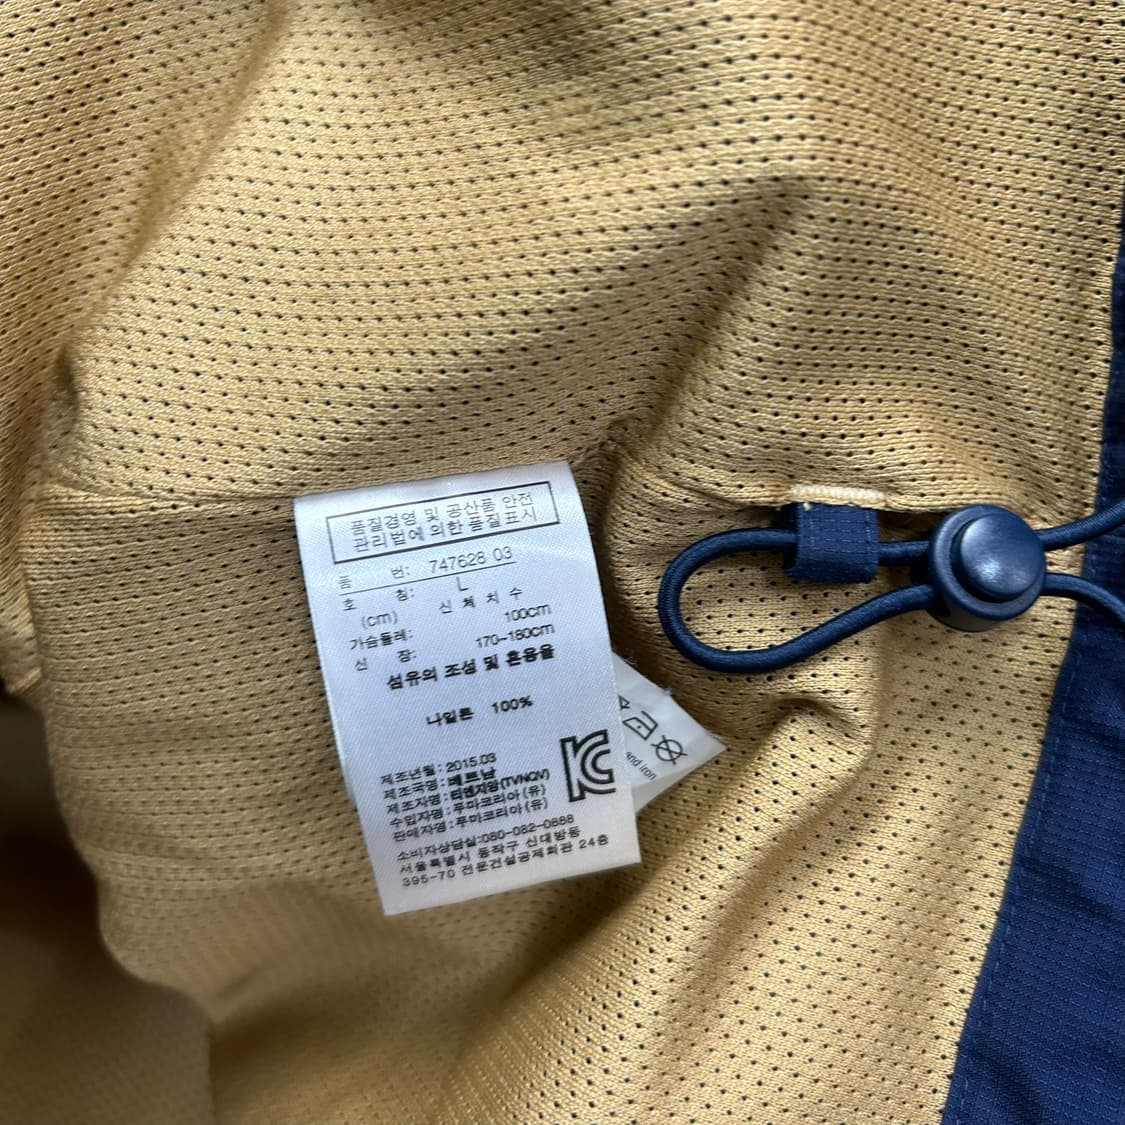 품질경영 및 공산품 안전
관리법에 의한 품질표시
품 번: 747628 03
호 칭: L
(cm) 신 체 치 수
가슴둘레: 100cm
신 장: 170-180cm
섬유의 조성 및 혼용율
나일론 100%
제조년월: 2015.03
제조국명: 베트남
제조자명: 티엔지왕(TVNQV)
수입자명: 푸마코리아 (유)
판매자명: 푸마코리아 (유)
소비자상담실:080-082-0888
서울특별시 동작구 신대방동
395-70 전문건설공제회관 24층
KC
and iron